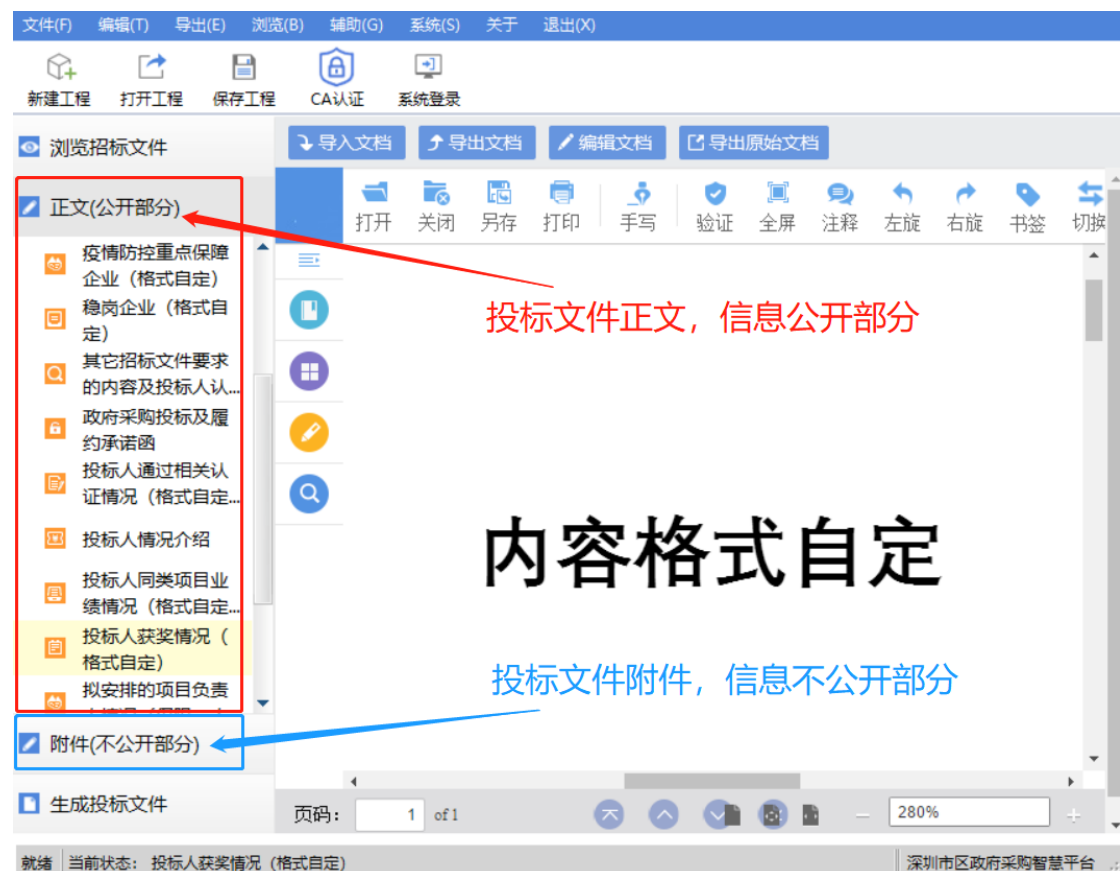 文件(F) 编辑(T) 导出(E) 浏览(B) 辅助(G) 系统(S) 关于 退出(X)
新建工程 打开工程 保存工程 CA认证 系统登录
浏览招标文件
导入文档 导出文档 编辑文档 导出原始文档
正文(公开部分)
打开 关闭 另存 打印 手写 验证 全屏 注释 左旋 右旋 书签 切换
疫情防控重点保障
企业（格式自定）
稳岗企业（格式自
定）
其它招标文件要求
的内容及投标人认...
政府采购投标及履
约承诺函
投标人通过相关认
证情况（格式自定...
投标人情况介绍
投标人同类项目业
绩情况（格式自定...
投标人获奖情况（
格式自定）
拟安排的项目负责
投标文件正文，信息公开部分
内容格式自定
投标文件附件，信息不公开部分
附件(不公开部分)
生成投标文件
页码： 1 of 1 280%
就绪 当前状态： 投标人获奖情况（格式自定） 深圳市区政府采购智慧平台